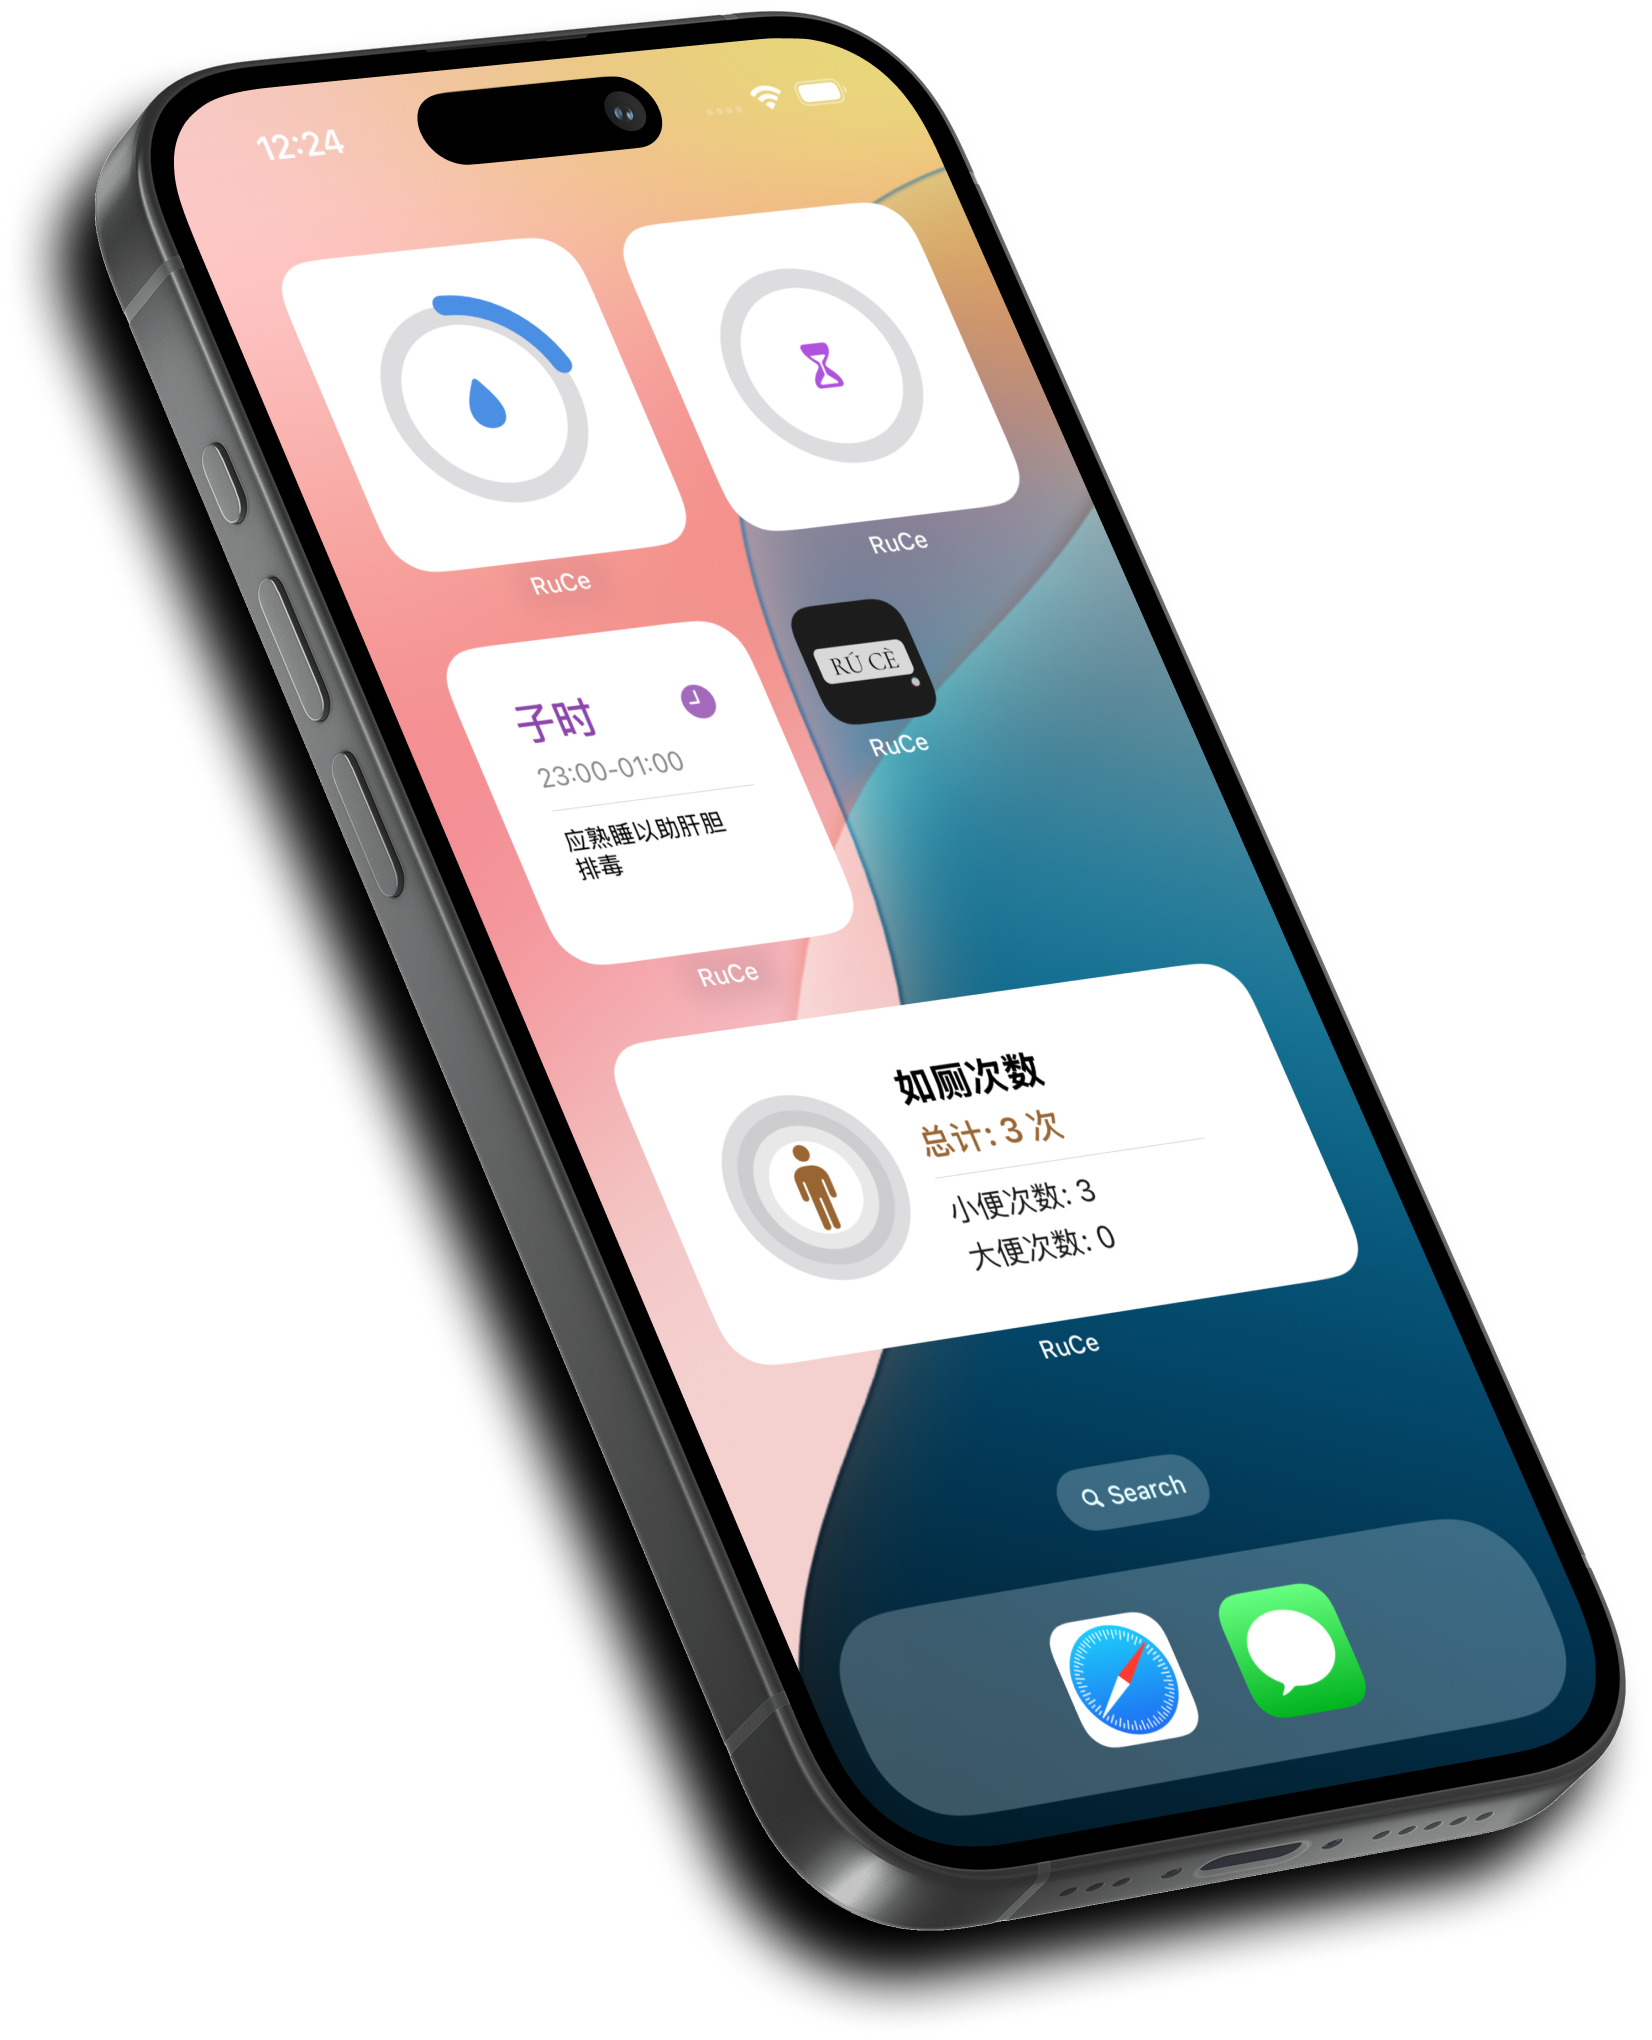 12:24
RuCe
RuCe
子时
23:00-01:00
应熟睡以助肝胆
排毒
RuCe
RÚ CÈ
RuCe
如厕次数
总计: 3 次
小便次数: 3
大便次数: 0
RuCe
Search